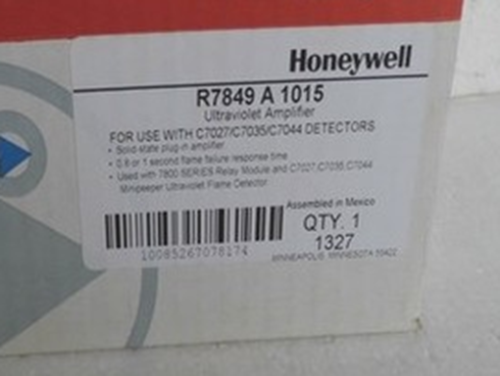 Honeywell
R7849 A 1015
Ultraviolet Amplifier
FOR USE WITH C7027/C7035/C7044 DETECTORS
• Solid-state plug-in amplifier
• 0.8 or 1 second flame failure response time
• Used with 7800 SERIES Relay Module and C7027, C7035, C7044
Minipeeper Ultraviolet Flame Detector
Assembled in Mexico
QTY. 1
1327
10085267078174
MINNEAPOLIS, MINNESOTA 55422